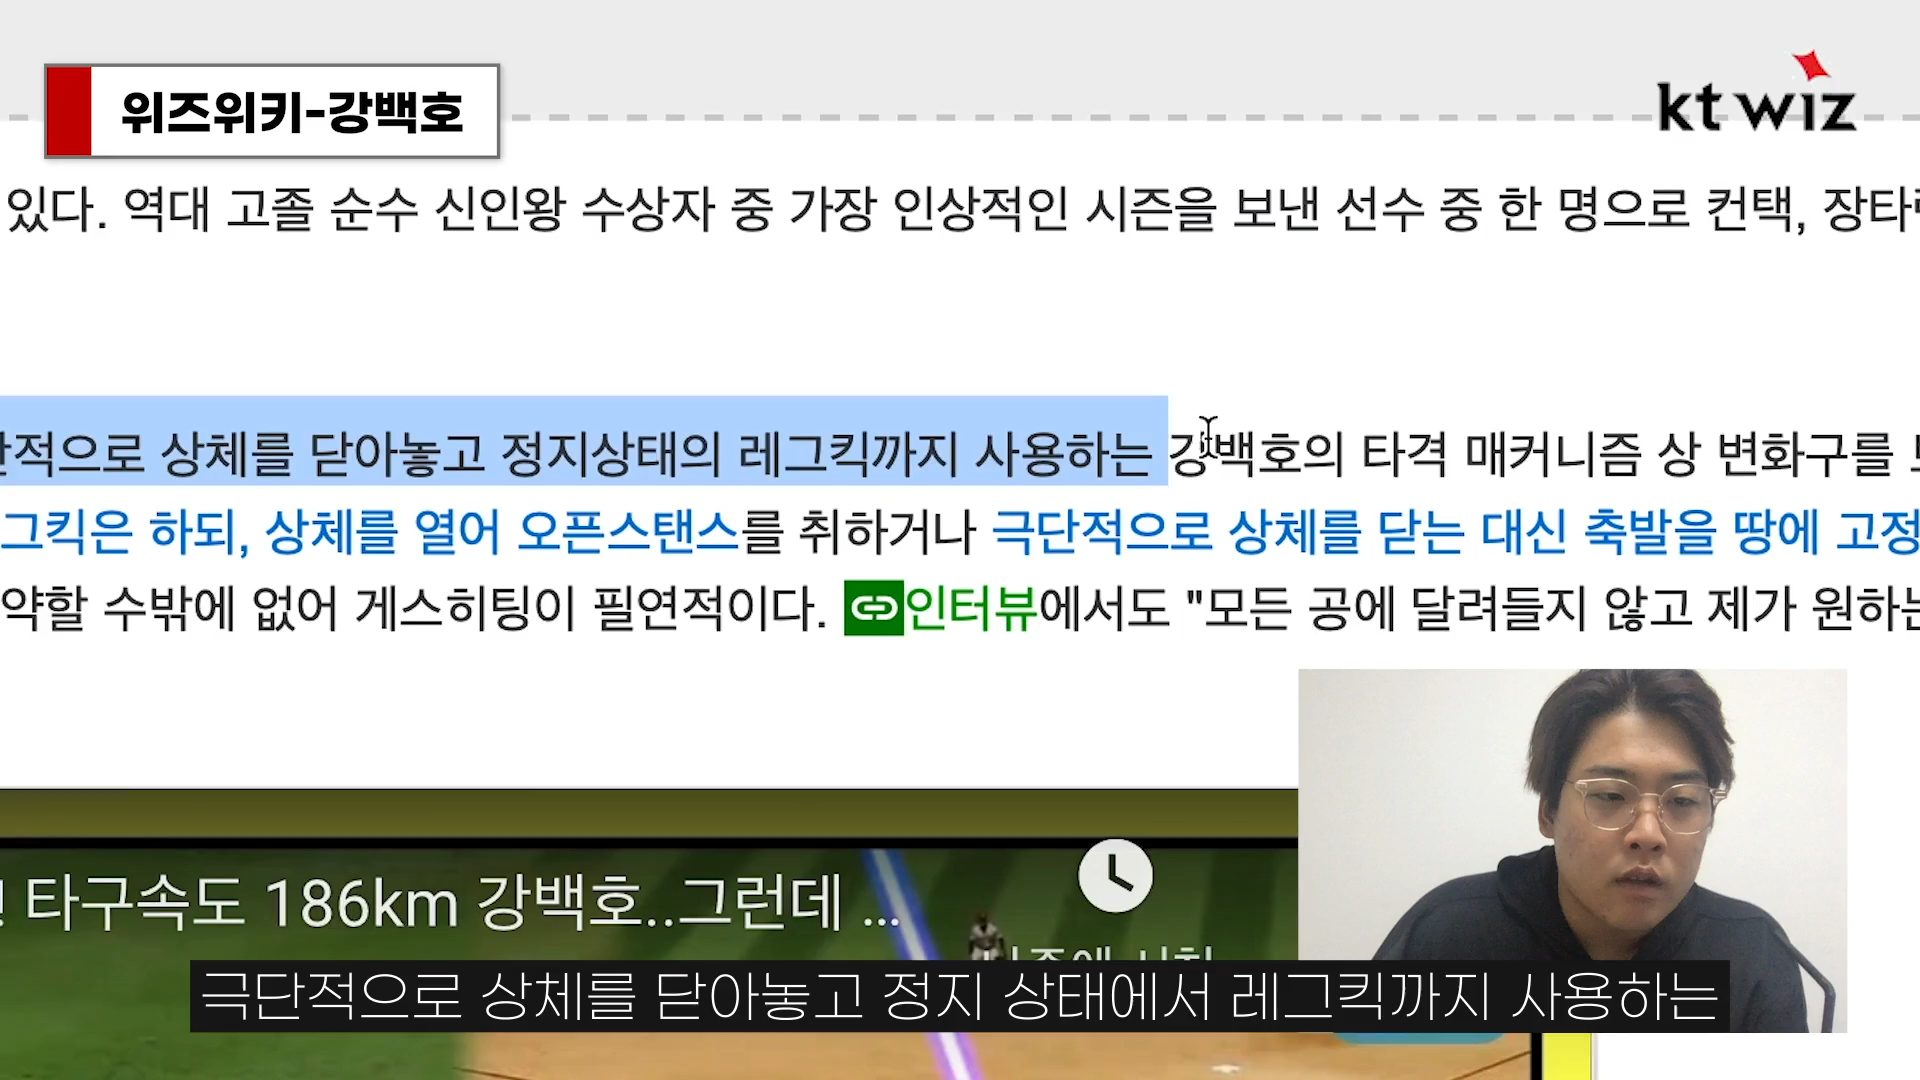 위즈위키-강백호
kt wiz
있다. 역대 고졸 순수 신인왕 수상자 중 가장 인상적인 시즌을 보낸 선수 중 한 명으로 컨택,
상체를 닫아놓고 정지상태의 레그킥까지 사용하는 강백호의 타격 매커니즘 상 변화구를
그킥은 하되, 상체를 열어 오픈스탠스를 취하거나 극단적으로 상체를 닫는 대신 축발을 땅에 고정
약할 수밖에 없어 게스히팅이 필연적이다. 인터뷰에서도 "모든 공에 달려들지 않고 제가
타구속도 186km 강백호..그런데 ...
극단적으로 상체를 닫아놓고 정지 상태에서 레그킥까지 사용하는